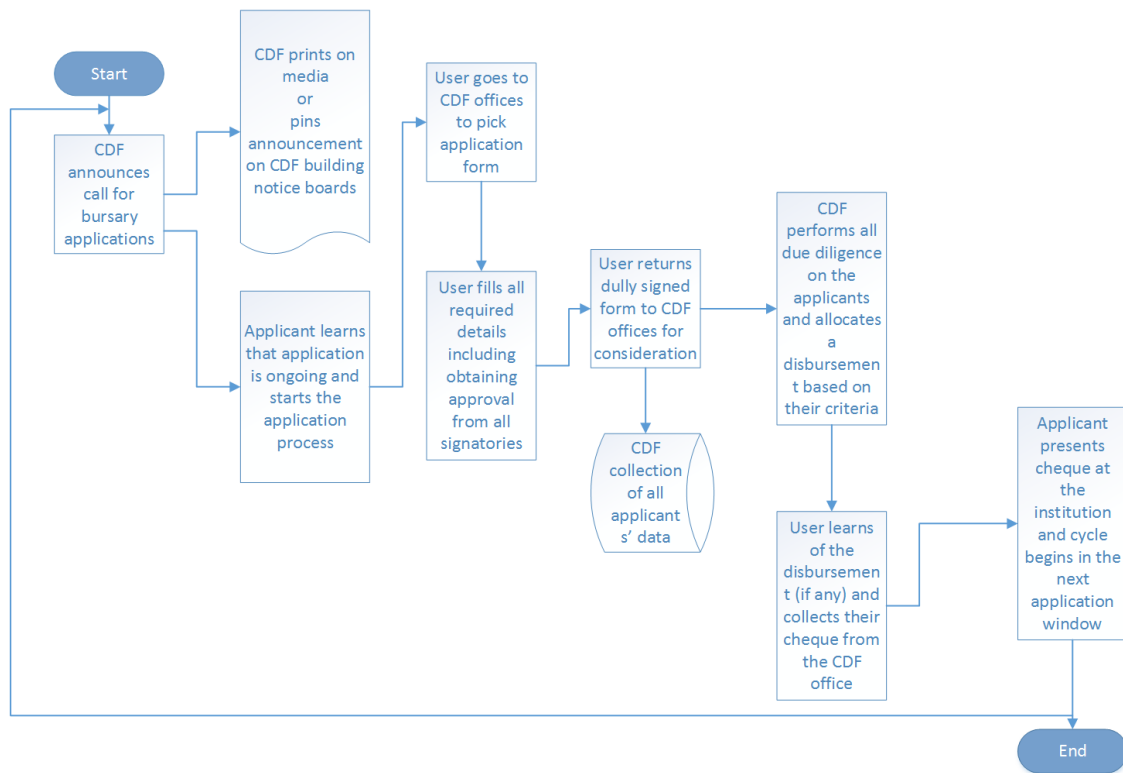 Start
CDF
announces
call for
bursary
applications
CDF prints on
media
or
pins
announcement
on CDF building
notice boards
Applicant learns
that application
is ongoing and
starts the
application
process
User goes to
CDF offices
to pick
application
form
User fills all
required
details
including
obtaining
approval
from all
signatories
User returns
dully signed
form to CDF
offices for
consideration
CDF
collection
of all
applicant
s’ data
CDF
performs all
due diligence
on the
applicants
and allocates
a
disbursemen
t based on
their criteria
User learns
of the
disbursemen
t (if any) and
collects their
cheque from
the CDF
office
Applicant
presents
cheque at
the
institution
and cycle
begins in
the next
application
window
End